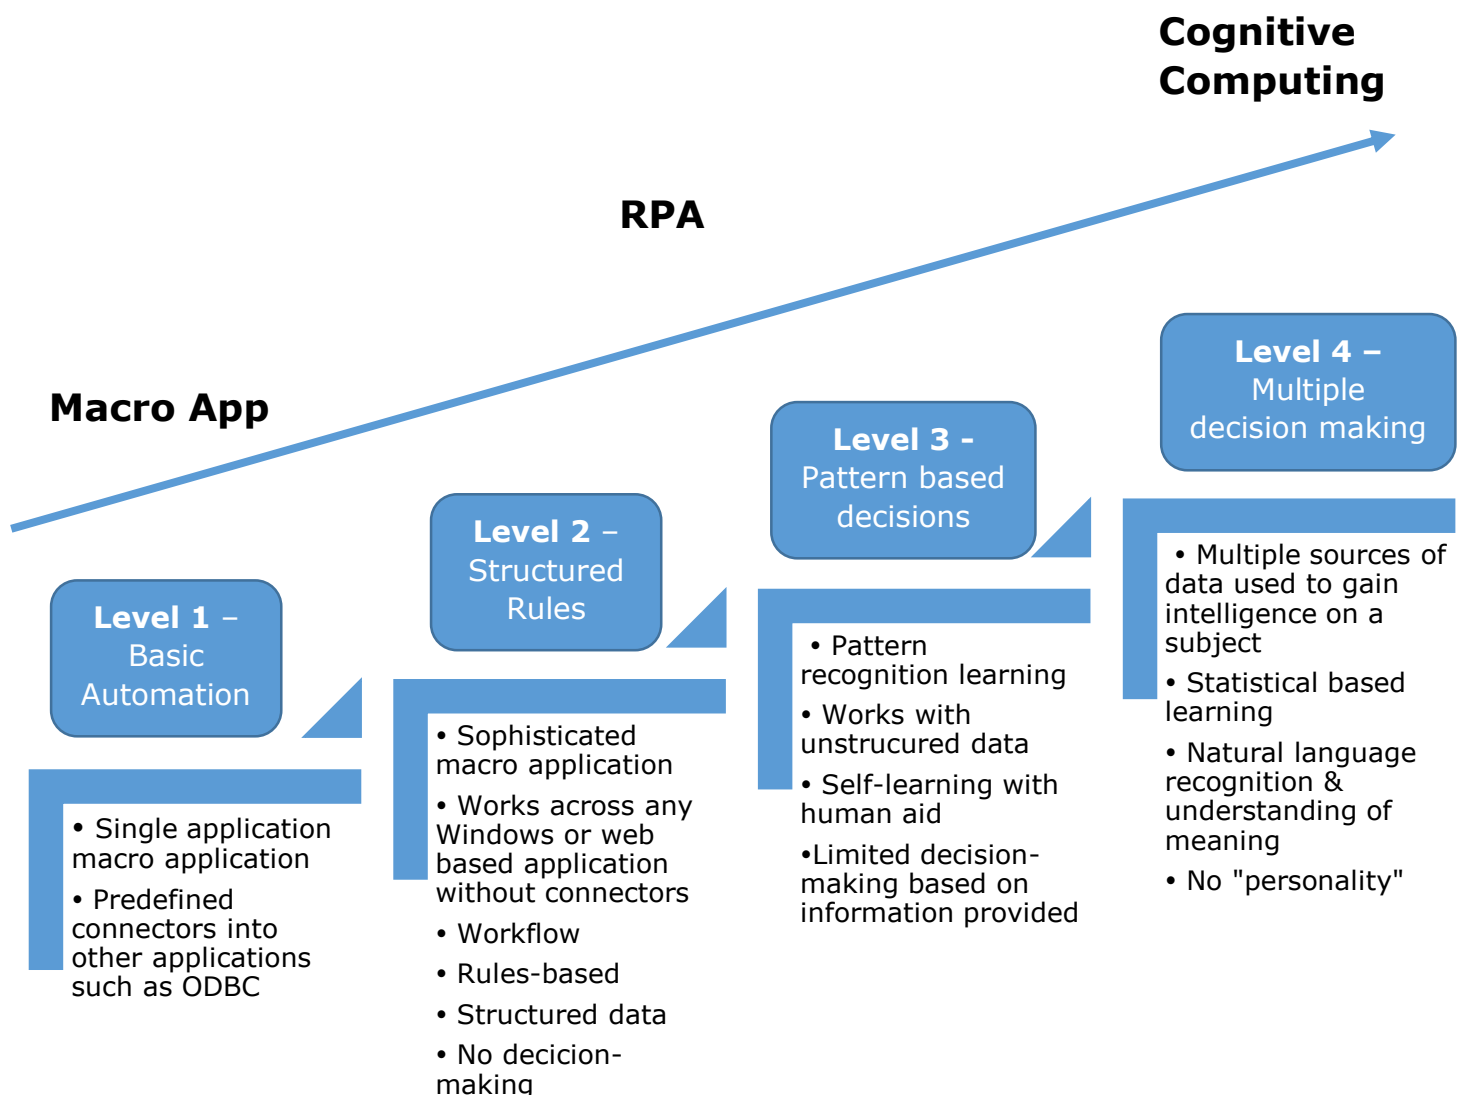 Cognitive
Computing
RPA
Macro App
Level 1 –
Basic
Automation
• Single application
macro application
• Predefined
connectors into
other applications
such as ODBC
Level 2 –
Structured
Rules
• Sophisticated
macro application
• Works across any
Windows or web
based application
without connectors
• Workflow
• Rules-based
• Structured data
• No decicion-
making
Level 3 -
Pattern based
decisions
• Pattern
recognition learning
• Works with
unstrucured data
• Self-learning with
human aid
•Limited decision-
making based on
information provided
Level 4 –
Multiple
decision making
• Multiple sources of
data used to gain
intelligence on a
subject
• Statistical based
learning
• Natural language
recognition &
understanding of
meaning
• No "personality"